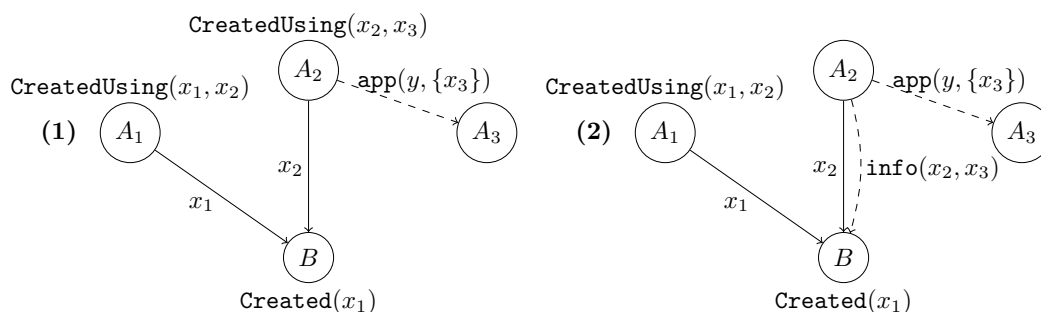 CreatedUsing(x₂, x₃)
A₂
app(y, {x₃})
CreatedUsing(x₁, x₂)
(1)
A₁
A₃
x₂
x₁
B
Created(x₁)
A₂
app(y, {x₃})
CreatedUsing(x₁, x₂)
(2)
A₁
A₃
x₂
info(x₂, x₃)
x₁
B
Created(x₁)